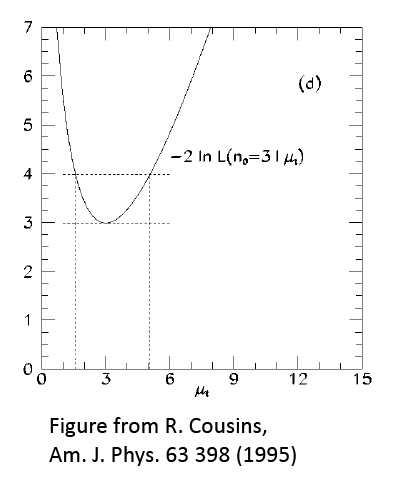 7
6
(d)
5
4
−2 ln L(n₀=3 | μₜ)
3
2
1
0
0 3 6 9 12 15
μₜ
Figure from R. Cousins,
Am. J. Phys. 63 398 (1995)